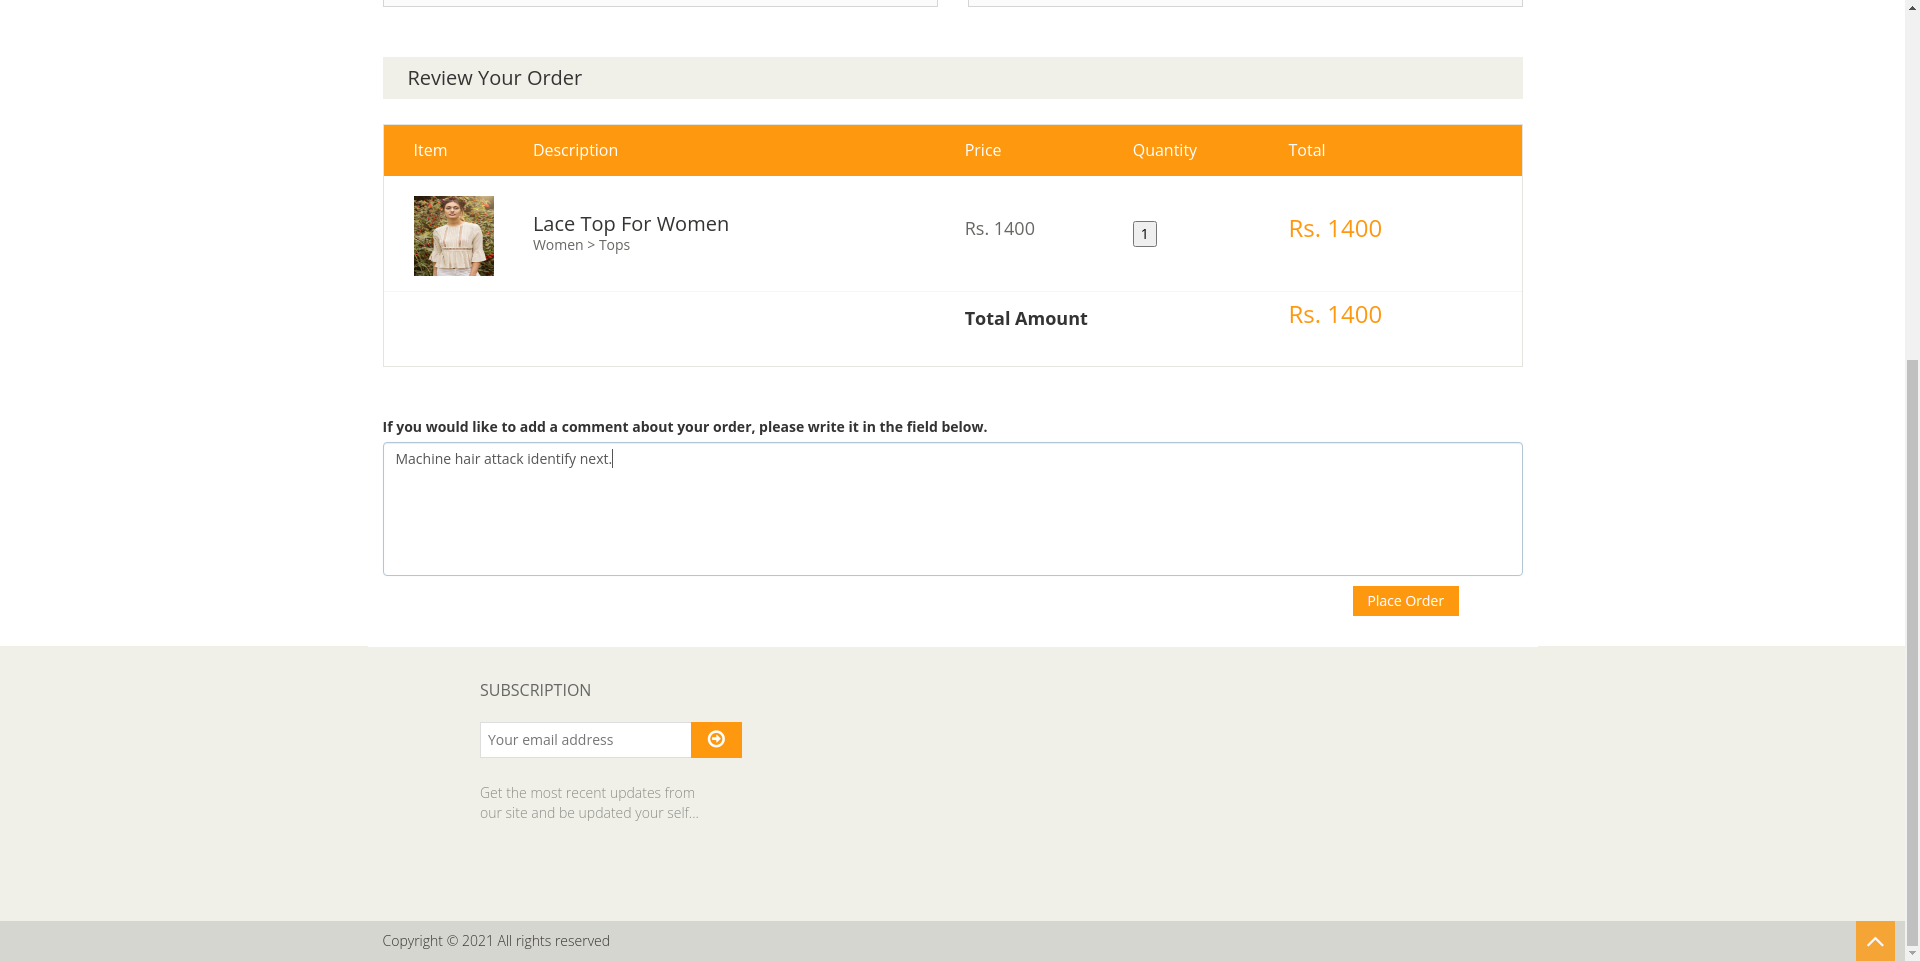 Review Your Order
Item Description Price Quantity Total
Lace Top For Women
Women > Tops
Rs. 1400
1
Rs. 1400
Total Amount
Rs. 1400
If you would like to add a comment about your order, please write it in the field below.
Machine hair attack identify next.
Place Order
SUBSCRIPTION
Your email address
Get the most recent updates from
our site and be updated your self...
Copyright © 2021 All rights reserved